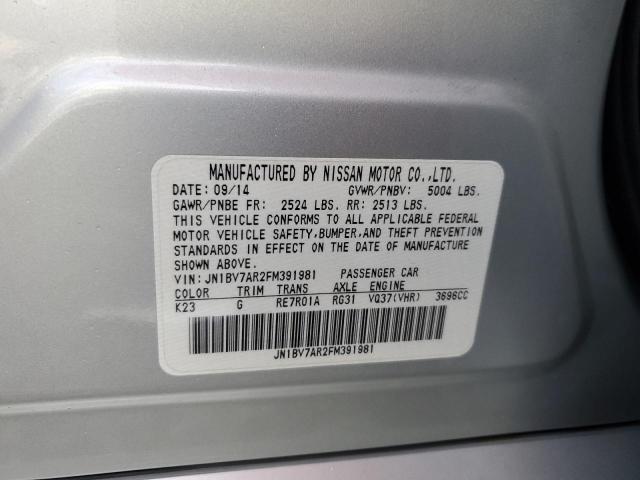 MANUFACTURED BY NISSAN MOTOR CO.,LTD.
DATE: 09/14 GVWR/PNBV: 5004 LBS.
GAWR/PNBE FR: 2524 LBS. RR: 2513 LBS.
THIS VEHICLE CONFORMS TO ALL APPLICABLE FEDERAL
MOTOR VEHICLE SAFETY,BUMPER,AND THEFT PREVENTION
STANDARDS IN EFFECT ON THE DATE OF MANUFACTURE
SHOWN ABOVE.
VIN: JN1BV7AR2FM391981 PASSENGER CAR
COLOR TRIM TRANS AXLE ENGINE
K23 G RE7R01A RG31 VQ37(VHR) 3696CC
JN1BV7AR2FM391981